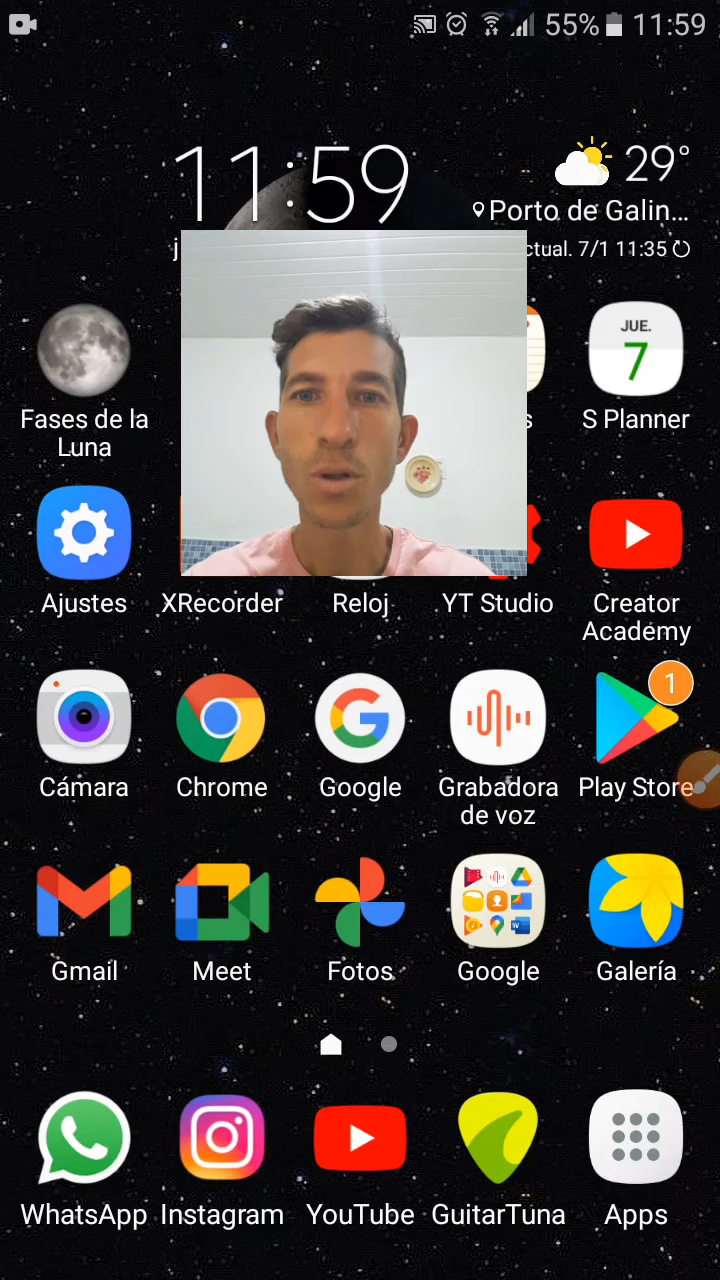 55% 11:59
11:59
29°
Porto de Galin...
ctual. 7/1 11:35
JUE.
7
Fases de la
Luna
S Planner
Ajustes
XRecorder
Reloj
YT Studio
Creator
Academy
1
Cámara
Chrome
Google
Grabadora
de voz
Play Store
Gmail
Meet
Fotos
Google
Galería
WhatsApp
Instagram
YouTube
GuitarTuna
Apps